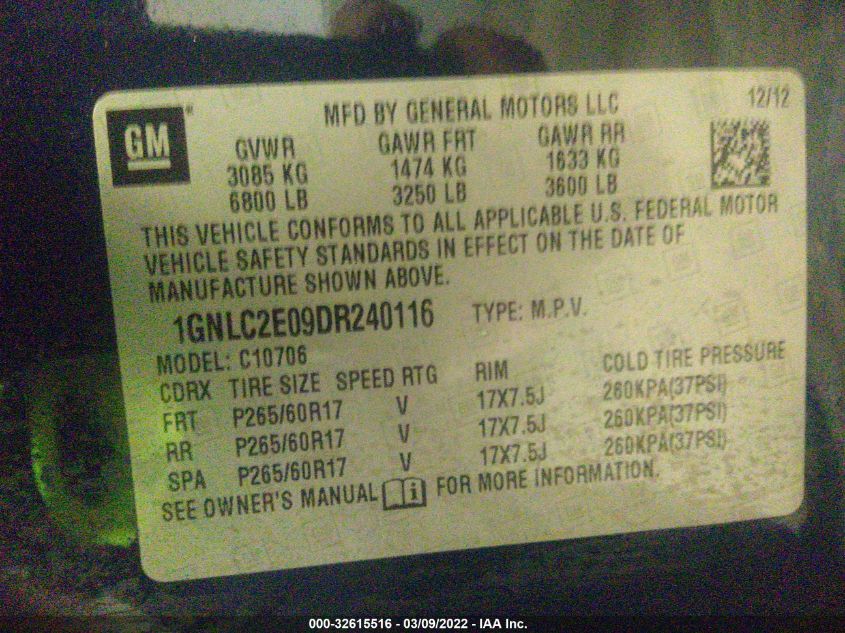 MFD BY GENERAL MOTORS LLC 12/12
GM
GVWR GAWR FRT GAWR RR
3085 KG 1474 KG 1633 KG
6800 LB 3250 LB 3600 LB
THIS VEHICLE CONFORMS TO ALL APPLICABLE U.S. FEDERAL MOTOR
VEHICLE SAFETY STANDARDS IN EFFECT ON THE DATE OF
MANUFACTURE SHOWN ABOVE.
1GNLC2E09DR240116 TYPE: M.P.V.
MODEL: C10706
CDRX TIRE SIZE SPEED RTG RIM COLD TIRE PRESSURE
FRT P265/60R17 V 17X7.5J 260KPA(37PSI)
RR P265/60R17 V 17X7.5J 260KPA(37PSI)
SPA P265/60R17 V 17X7.5J 260KPA(37PSI)
SEE OWNER'S MANUAL i FOR MORE INFORMATION.
000-32615516 - 03/09/2022 - IAA Inc.